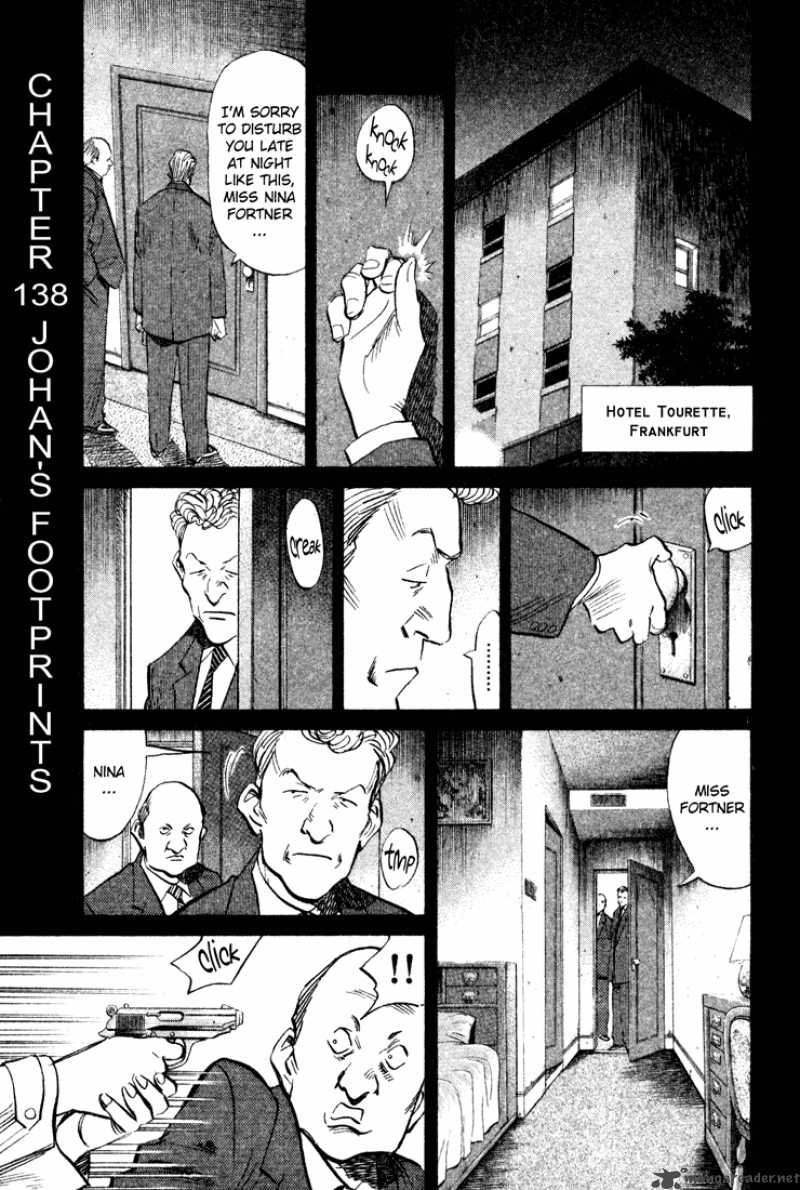 CHAPTER 138 JOHAN'S FOOTPRINTS
HOTEL TOURETTE,
FRANKFURT
knock
knock
I'M SORRY
TO DISTURB
YOU LATE
AT NIGHT
LIKE THIS,
MISS NINA
FORTNER
...
click
........
creak
MISS
FORTNER
...
NINA
...
tmp
!!
click